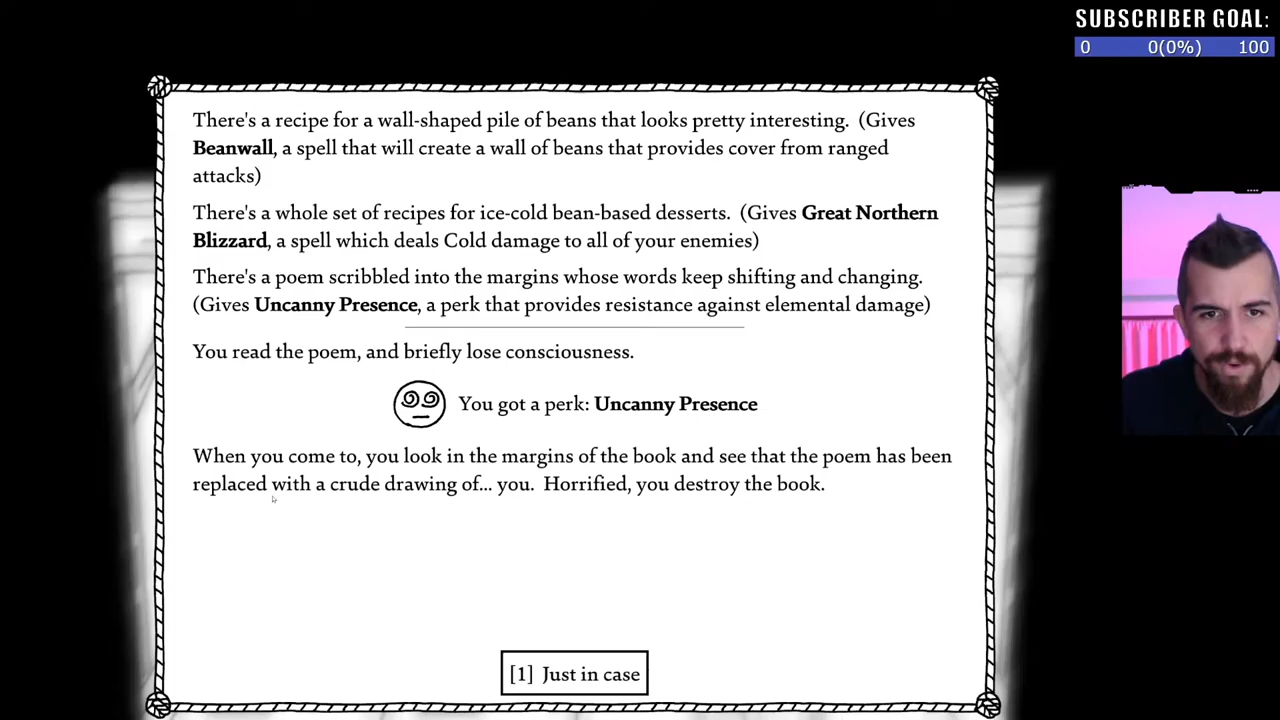 SUBSCRIBER GOAL:
0 0(0%) 100
There's a recipe for a wall-shaped pile of beans that looks pretty interesting. (Gives
Beanwall, a spell that will create a wall of beans that provides cover from ranged
attacks)
There's a whole set of recipes for ice-cold bean-based desserts. (Gives Great Northern
Blizzard, a spell which deals Cold damage to all of your enemies)
There's a poem scribbled into the margins whose words keep shifting and changing.
(Gives Uncanny Presence, a perk that provides resistance against elemental damage)
You read the poem, and briefly lose consciousness.
You got a perk: Uncanny Presence
When you come to, you look in the margins of the book and see that the poem has been
replaced with a crude drawing of... you. Horrified, you destroy the book.
[1] Just in case